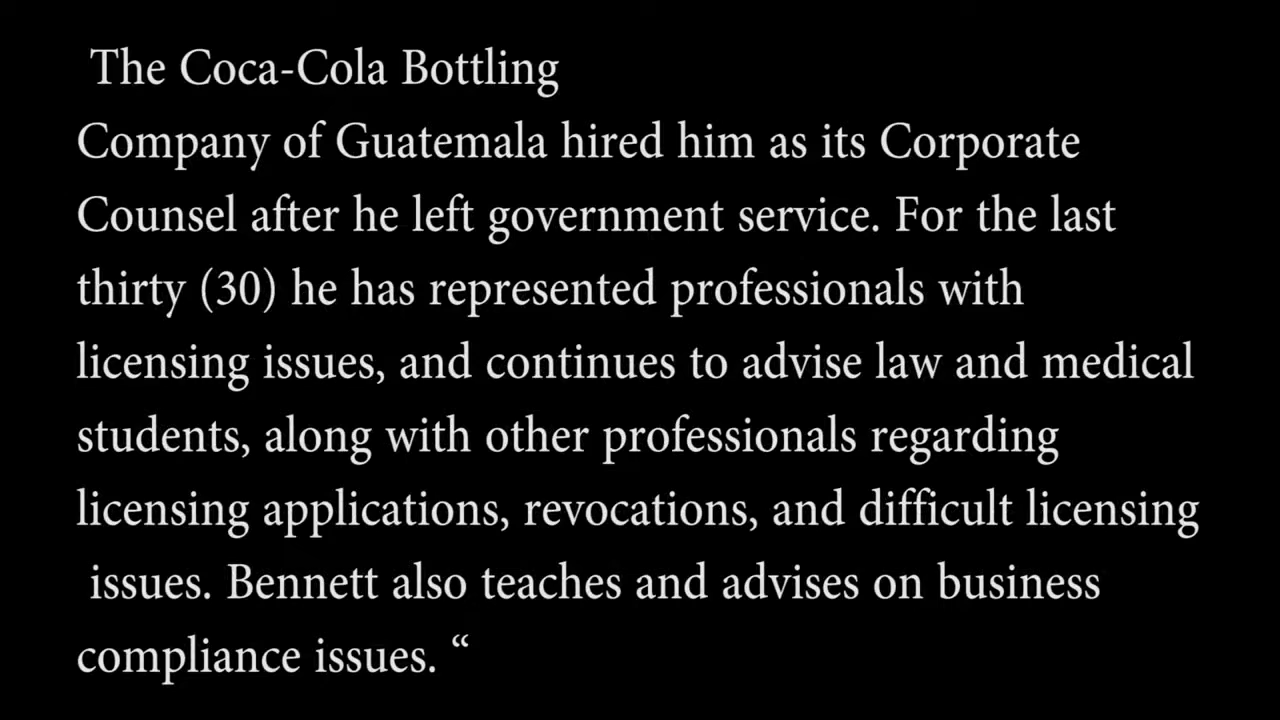 The Coca-Cola Bottling
Company of Guatemala hired him as its Corporate
Counsel after he left government service. For the last
thirty (30) he has represented professionals with
licensing issues, and continues to advise law and medical
students, along with other professionals regarding
licensing applications, revocations, and difficult licensing
issues. Bennett also teaches and advises on business
compliance issues. “